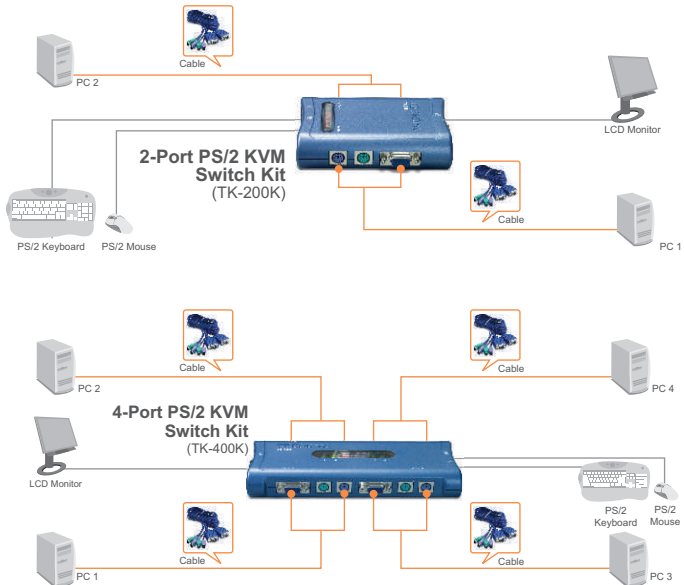 Cable
PC 2
LCD Monitor
2-Port PS/2 KVM
Switch Kit
(TK-200K)
Cable
PS/2 Keyboard
PS/2 Mouse
PC 1
Cable
Cable
PC 2
PC 4
4-Port PS/2 KVM
Switch Kit
(TK-400K)
LCD Monitor
PS/2
Keyboard
PS/2
Mouse
Cable
Cable
PC 1
PC 3